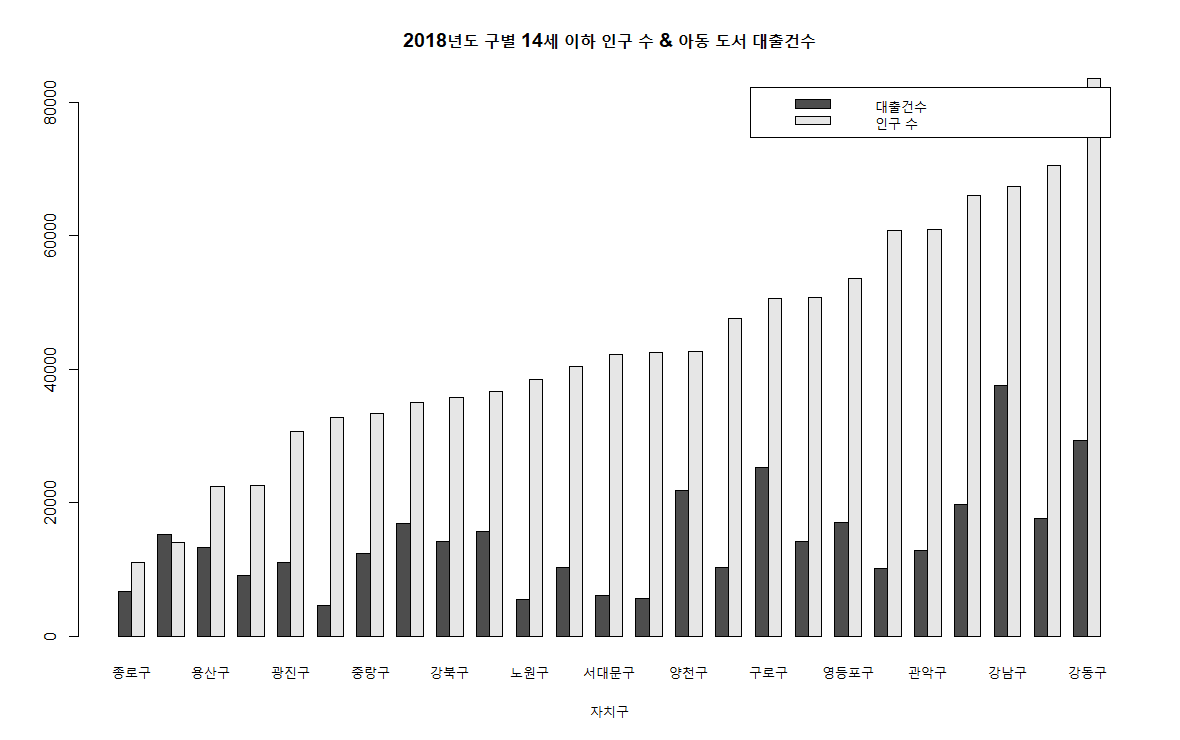 2018년도 구별 14세 이하 인구 수 & 아동 도서 대출건수
대출건수
인구 수
80000
60000
40000
20000
0
종로구 용산구 광진구 중랑구 강북구 노원구 서대문구 양천구 구로구 영등포구 관악구 강남구 강동구
자치구